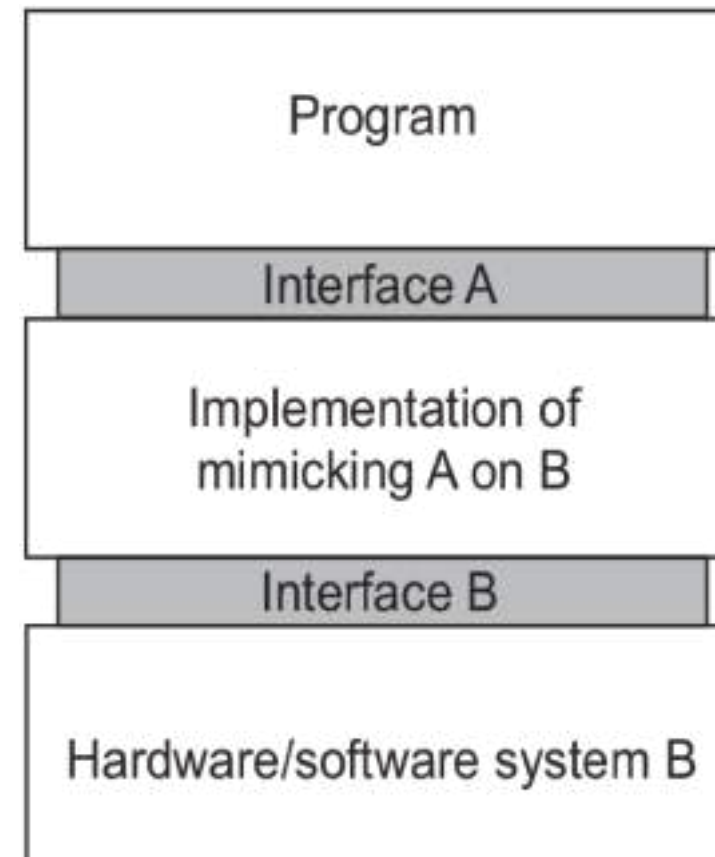 Program
Interface A
Implementation of
mimicking A on B
Interface B
Hardware/software system B